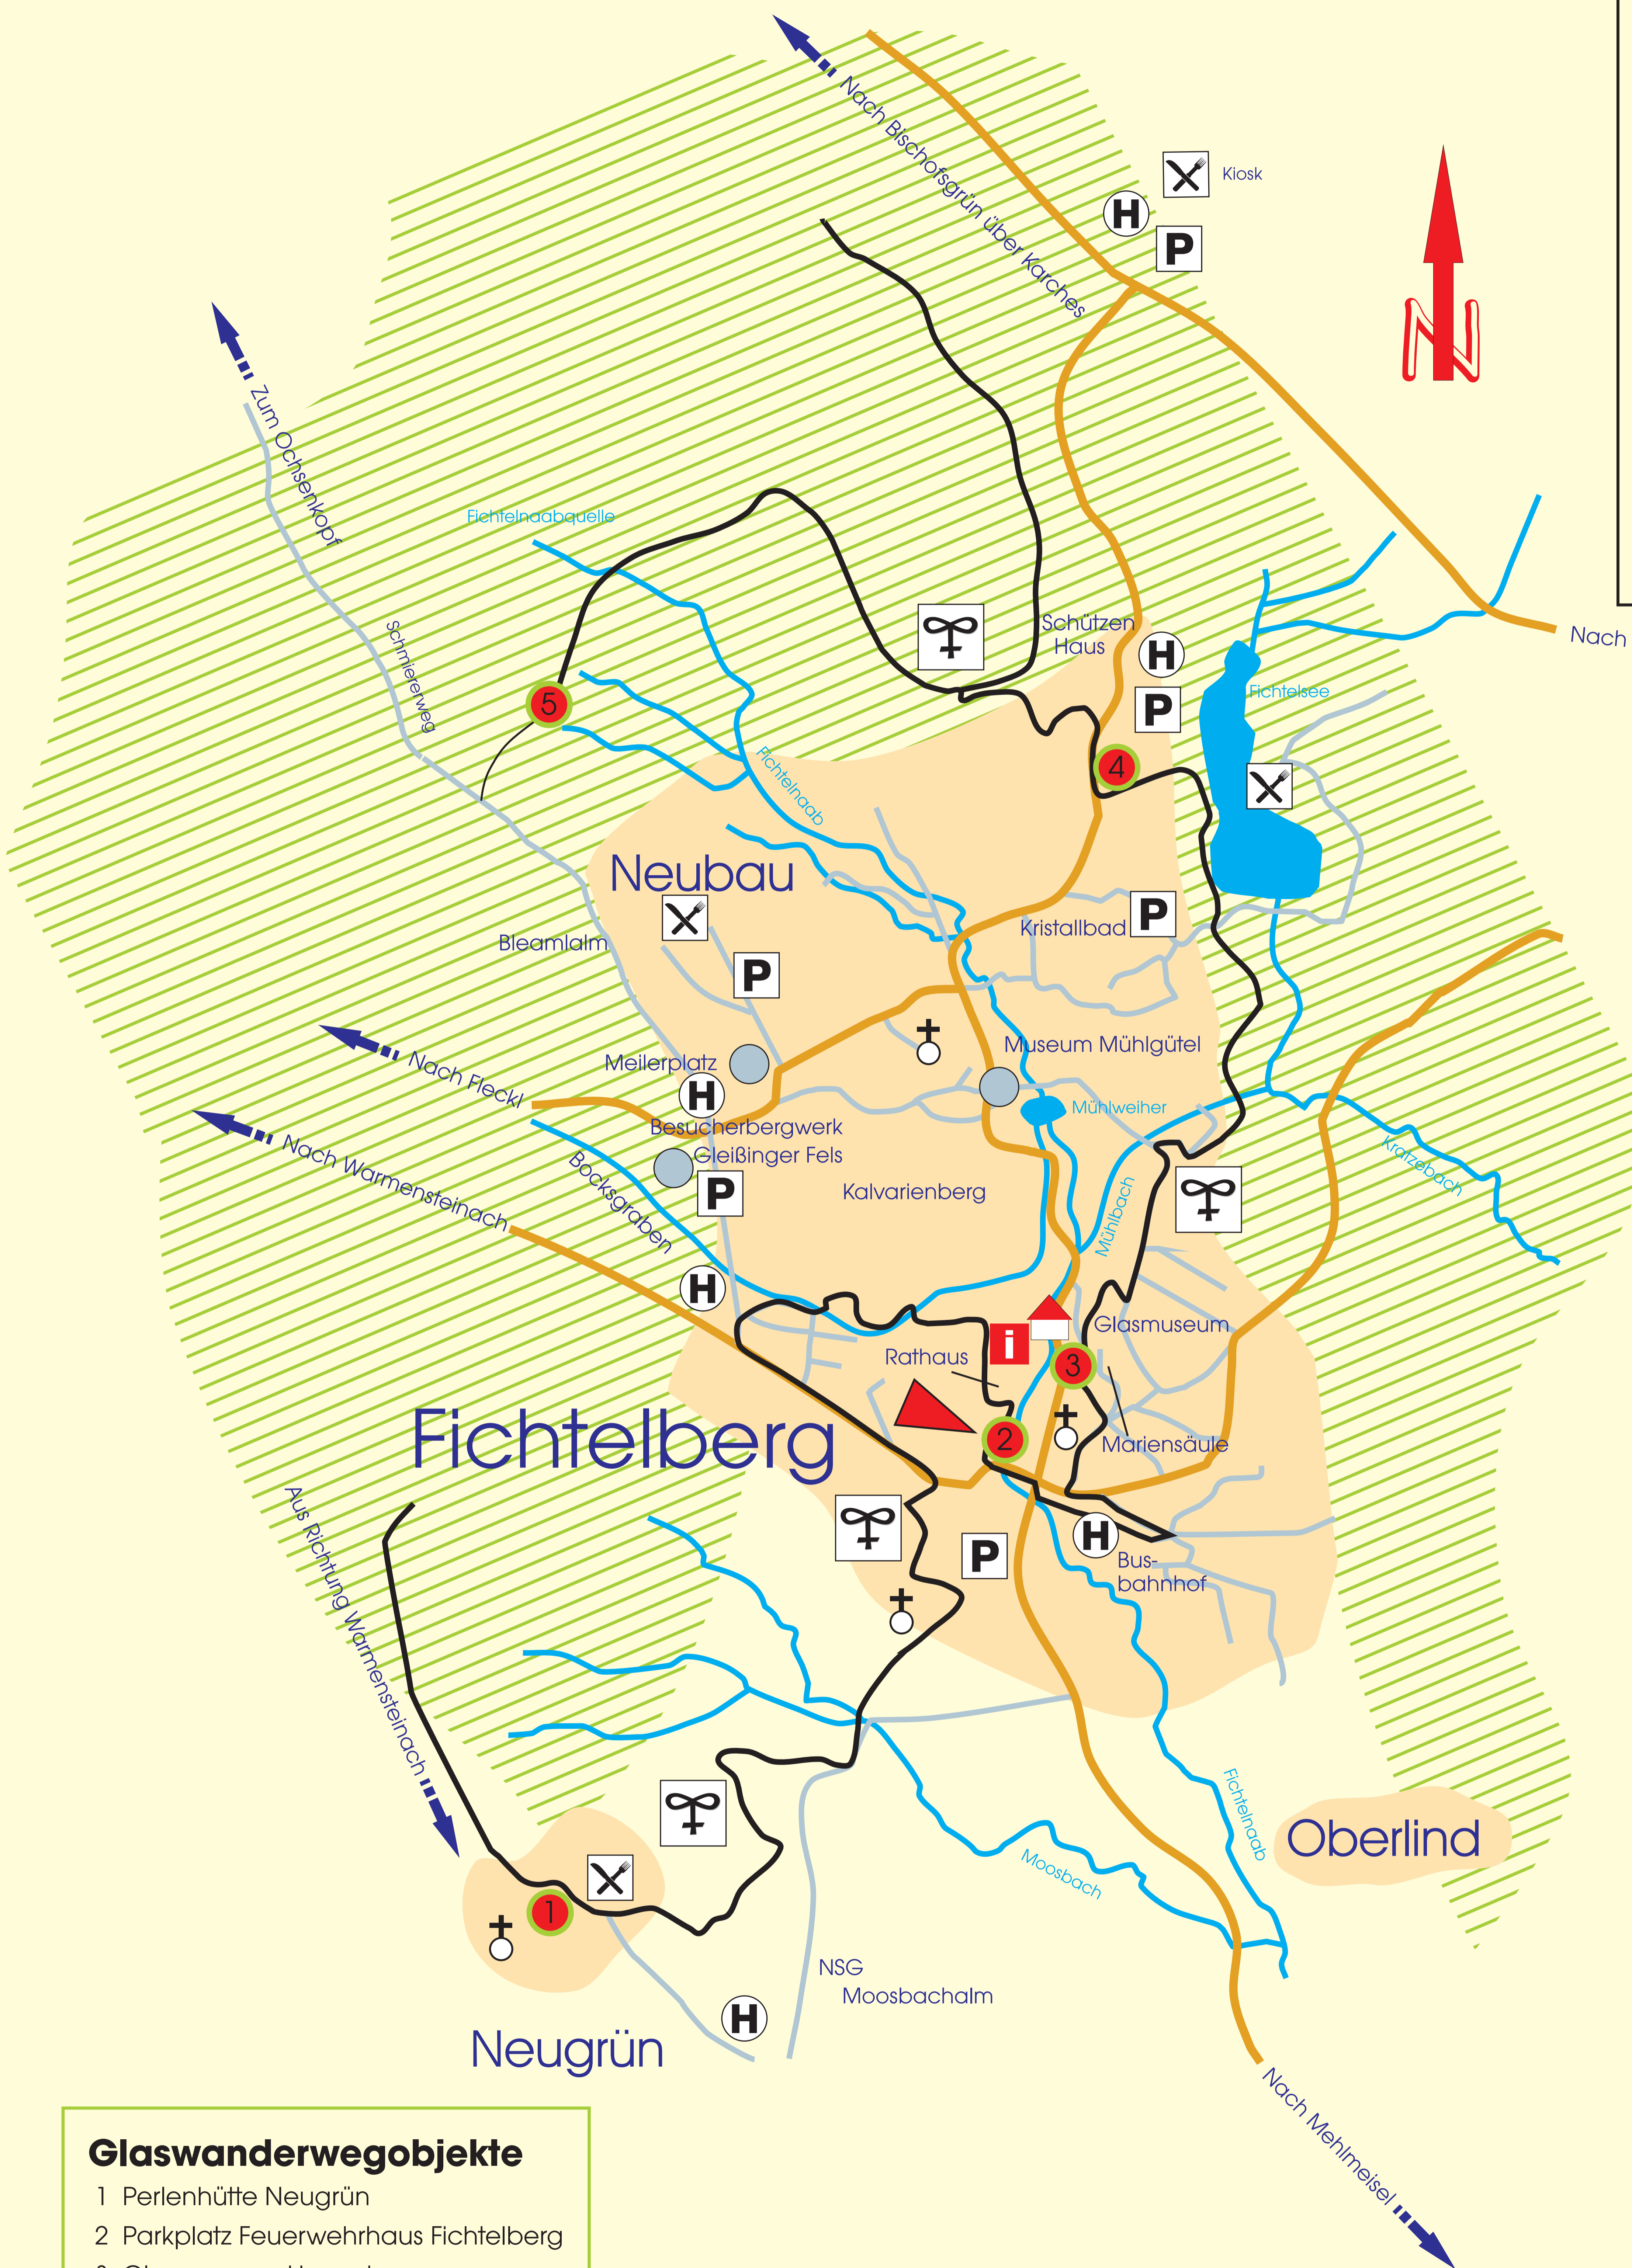 Nach Bischofsgrün über Karches
Kiosk
H
P
N
Zum Ochsenkopf
Fichtelnaabquelle
Schmiererweg
Schützen
Haus
H
Nach
5
P
Fichtelsee
4
Fichtelnaab
Neubau
Kristallbad
P
Bleamlalm
P
Museum Mühlgütel
Meilerplatz
Nach Fleckl
H
Mühlweiher
Besucherbergwerk
Gleißinger Fels
Nach Warmensteinach
Bocksgraben
P
Kalvarienberg
Mühlbach
Kratzebach
H
Glasmuseum
i
Rathaus
3
Fichtelberg
2
Mariensäule
Aus Richtung Warmensteinach
P
H
Bus-
bahnhof
Fichtelnaab
Oberlind
Moosbach
1
NSG
Moosbachalm
H
Neugrün
Nach Mehlmeisel
Glaswanderwegobjekte
1 Perlenhütte Neugrün
2 Parkplatz Feuerwehrhaus Fichtelberg